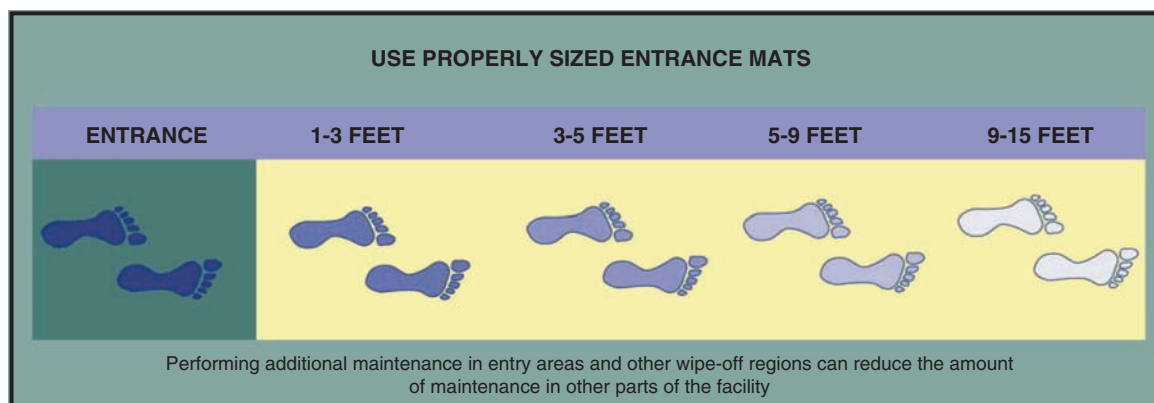 USE PROPERLY SIZED ENTRANCE MATS
ENTRANCE 1-3 FEET 3-5 FEET 5-9 FEET 9-15 FEET
Performing additional maintenance in entry areas and other wipe-off regions can reduce the amount
of maintenance in other parts of the facility